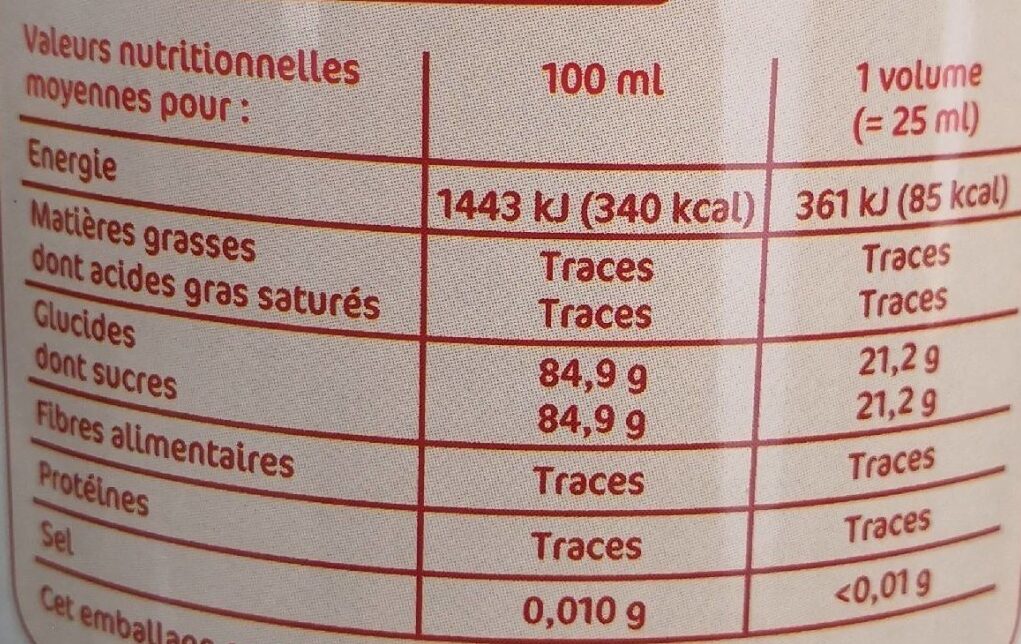 Valeurs nutritionnelles
moyennes pour :
100 ml
1 volume
(= 25 ml)
Energie 1443 kJ (340 kcal) 361 kJ (85 kcal)
Matières grasses Traces Traces
dont acides gras saturés Traces Traces
Glucides 84,9 g 21,2 g
dont sucres 84,9 g 21,2 g
Fibres alimentaires Traces Traces
Protéines Traces Traces
Sel 0,010 g <0,01 g
Cet emballage